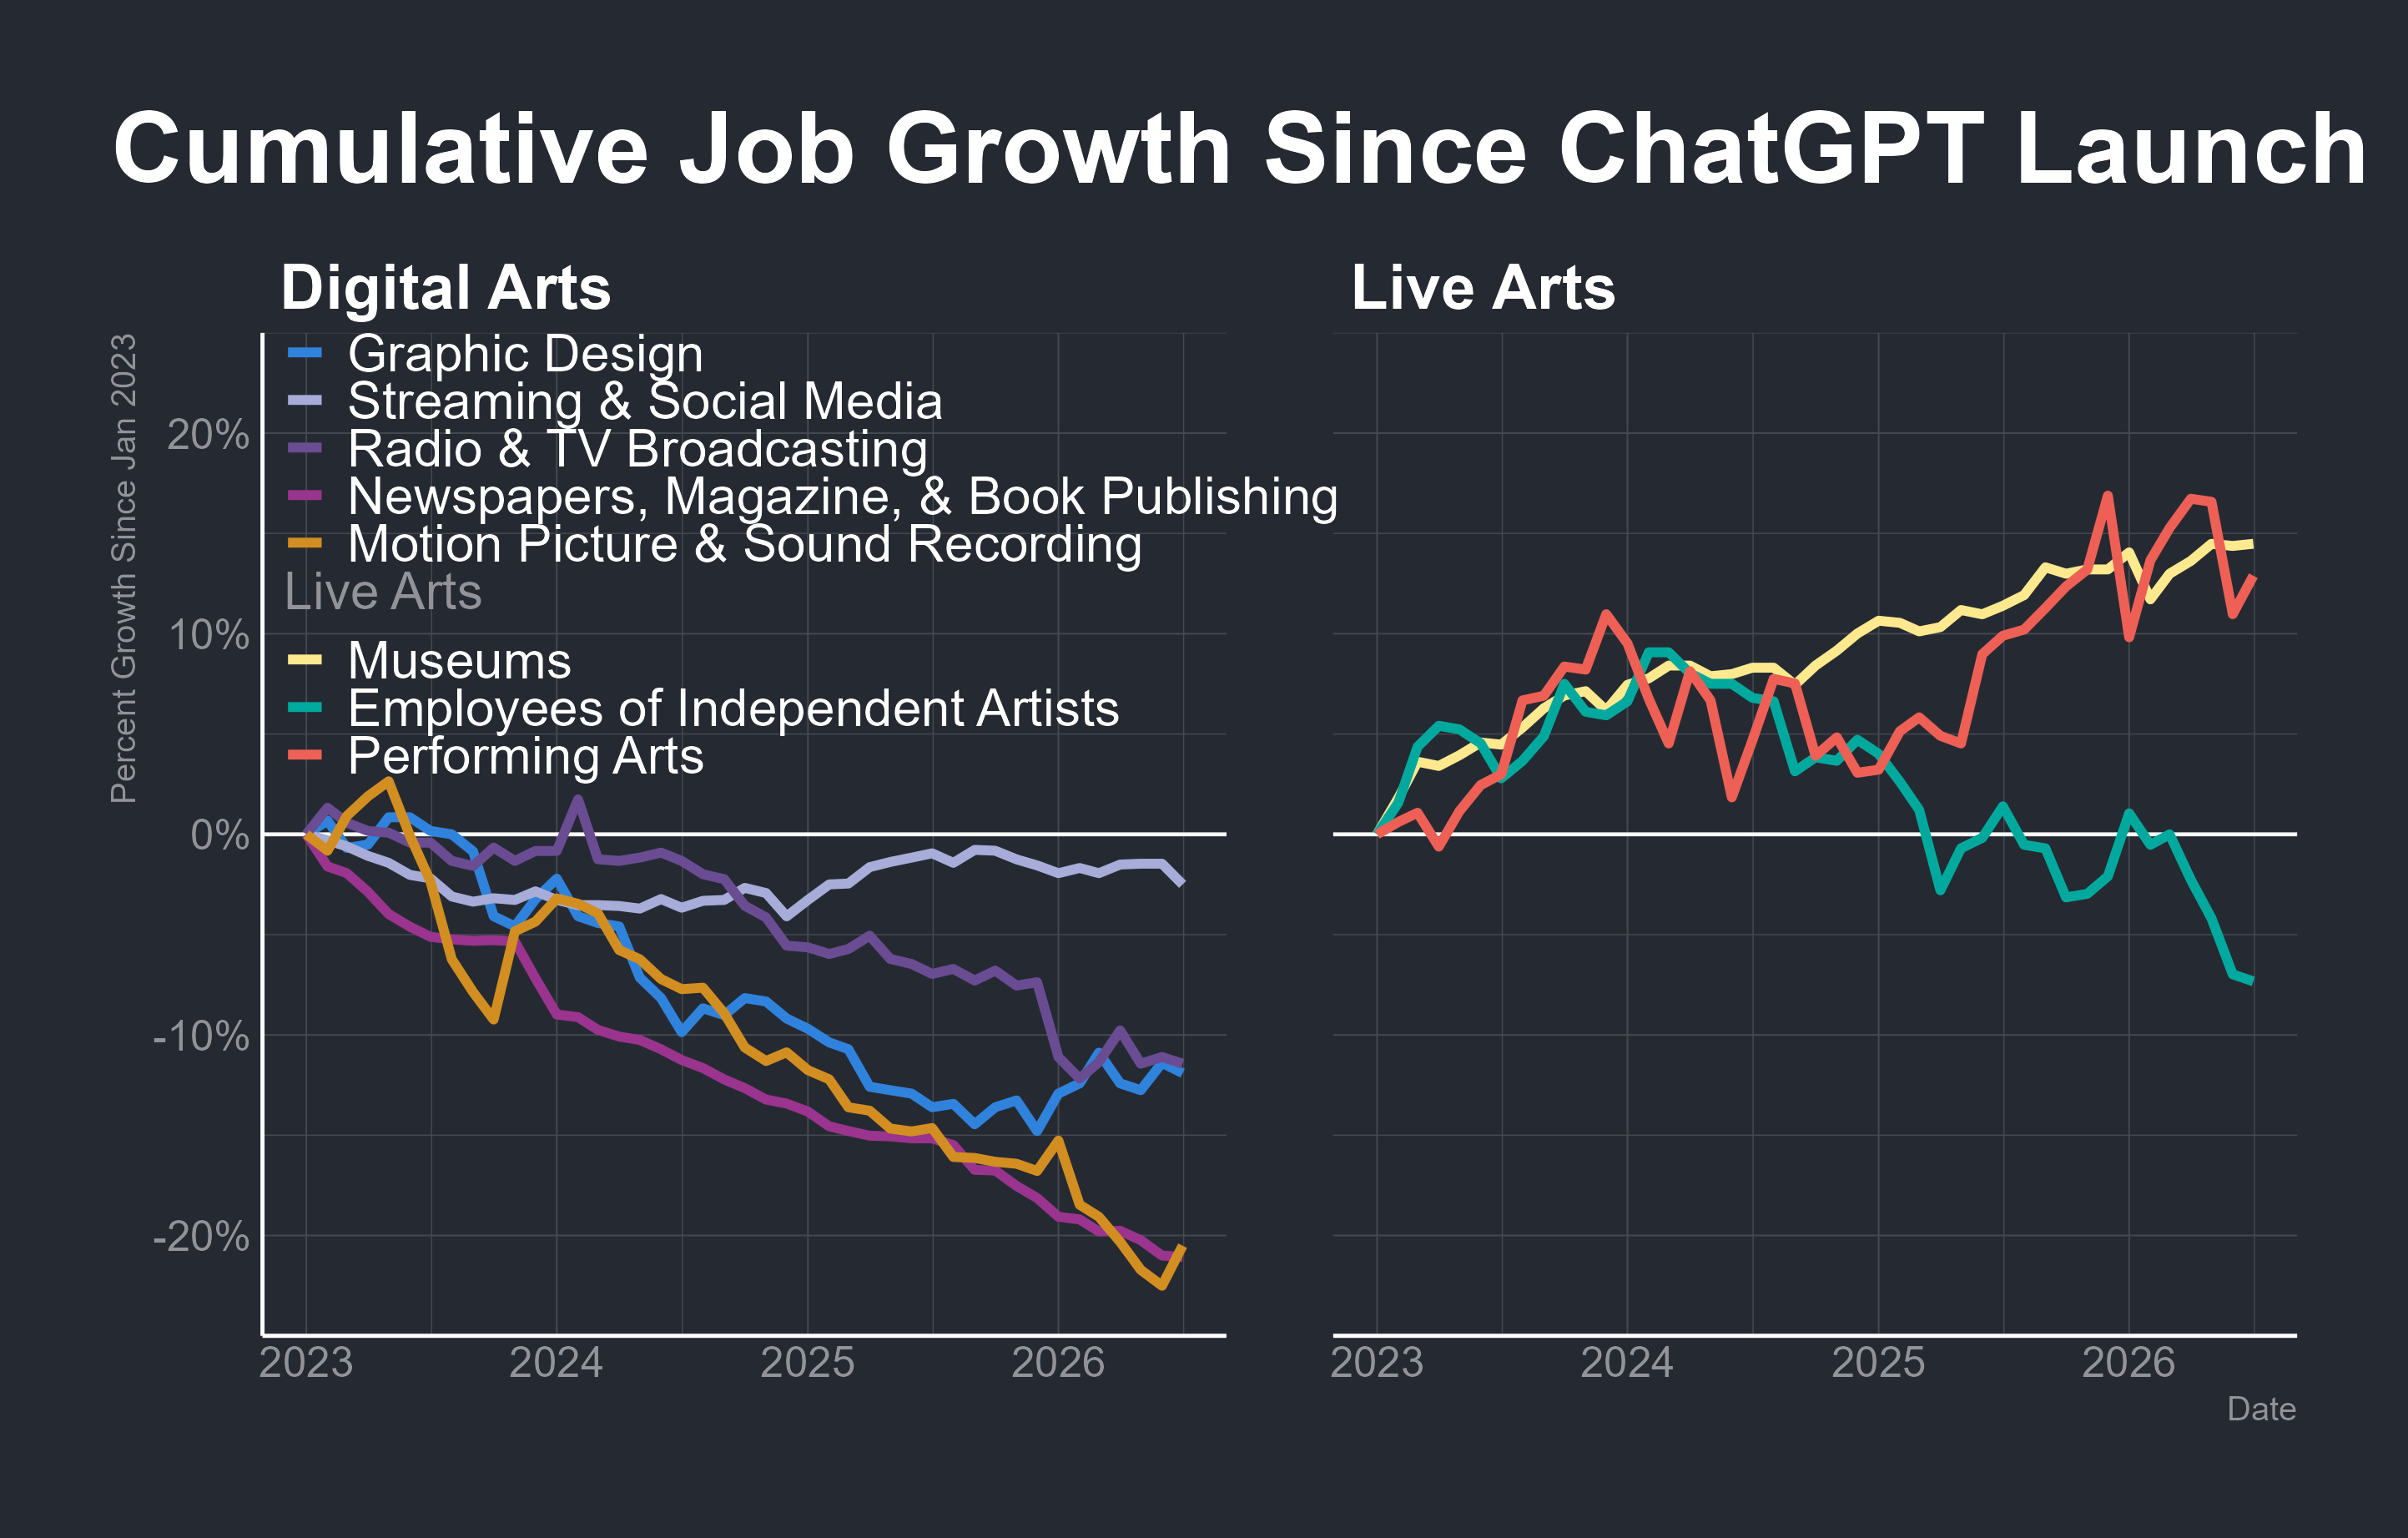 Cumulative Job Growth Since ChatGPT Launch
Digital Arts
Live Arts
Percent Growth Since Jan 2023
Graphic Design
Streaming & Social Media
Radio & TV Broadcasting
Newspapers, Magazine, & Book Publishing
Motion Picture & Sound Recording
Live Arts
Museums
Employees of Independent Artists
Performing Arts
20%
10%
0%
-10%
-20%
2023 2024 2025 2026
2023 2024 2025 2026
Date